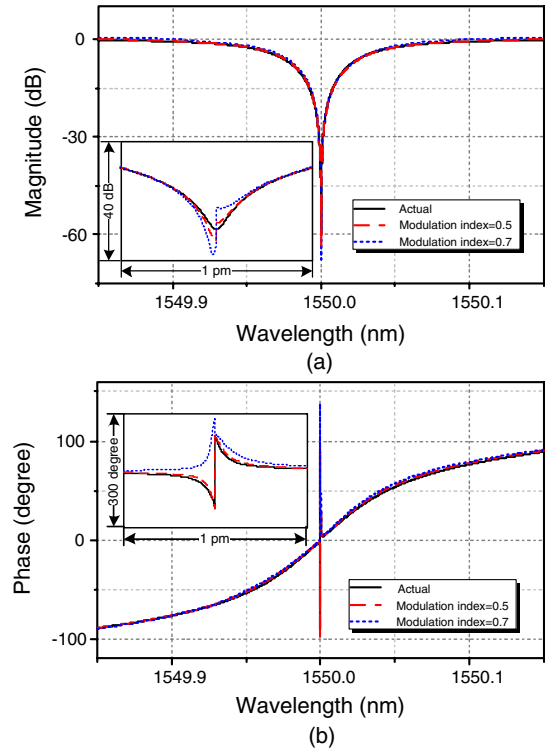 0
-30
-60
Magnitude (dB)
40 dB
1 pm
Actual
Modulation index=0.5
Modulation index=0.7
1549.9
1550.0
1550.1
Wavelength (nm)
(a)
100
0
-100
Phase (degree)
300 degree
1 pm
Actual
Modulation index=0.5
Modulation index=0.7
1549.9
1550.0
1550.1
Wavelength (nm)
(b)